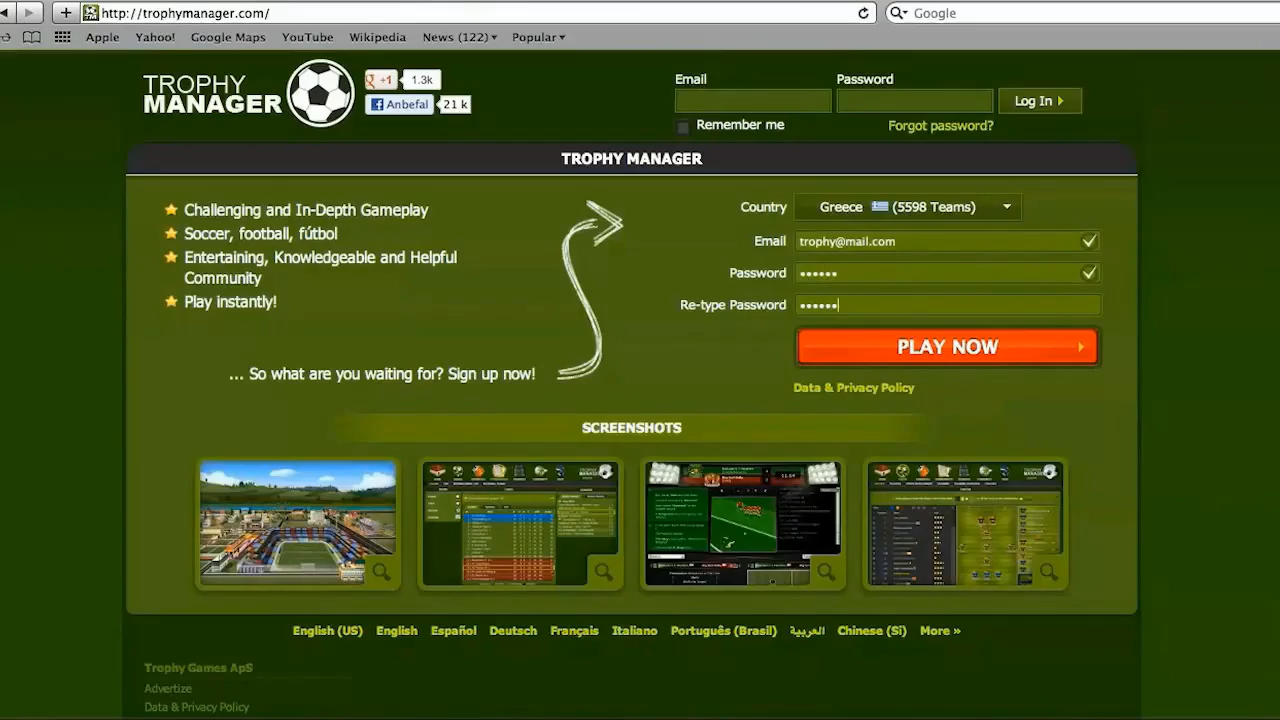 http://trophymanager.com/
Google
Apple Yahoo! Google Maps YouTube Wikipedia News (122) Popular
TROPHY
MANAGER
+1 1.3k
Anbefal 21 k
Email Password
Log In
Remember me Forgot password?
TROPHY MANAGER
Challenging and In-Depth Gameplay
Soccer, football, fútbol
Entertaining, Knowledgeable and Helpful
Community
Play instantly!
... So what are you waiting for? Sign up now!
Country Greece (5598 Teams)
Email trophy@mail.com
Password ••••••
Re-type Password ••••••
PLAY NOW
Data & Privacy Policy
SCREENSHOTS
English (US) English Español Deutsch Français Italiano Português (Brasil) العربية Chinese (Si) More »
Trophy Games ApS
Advertize
Data & Privacy Policy